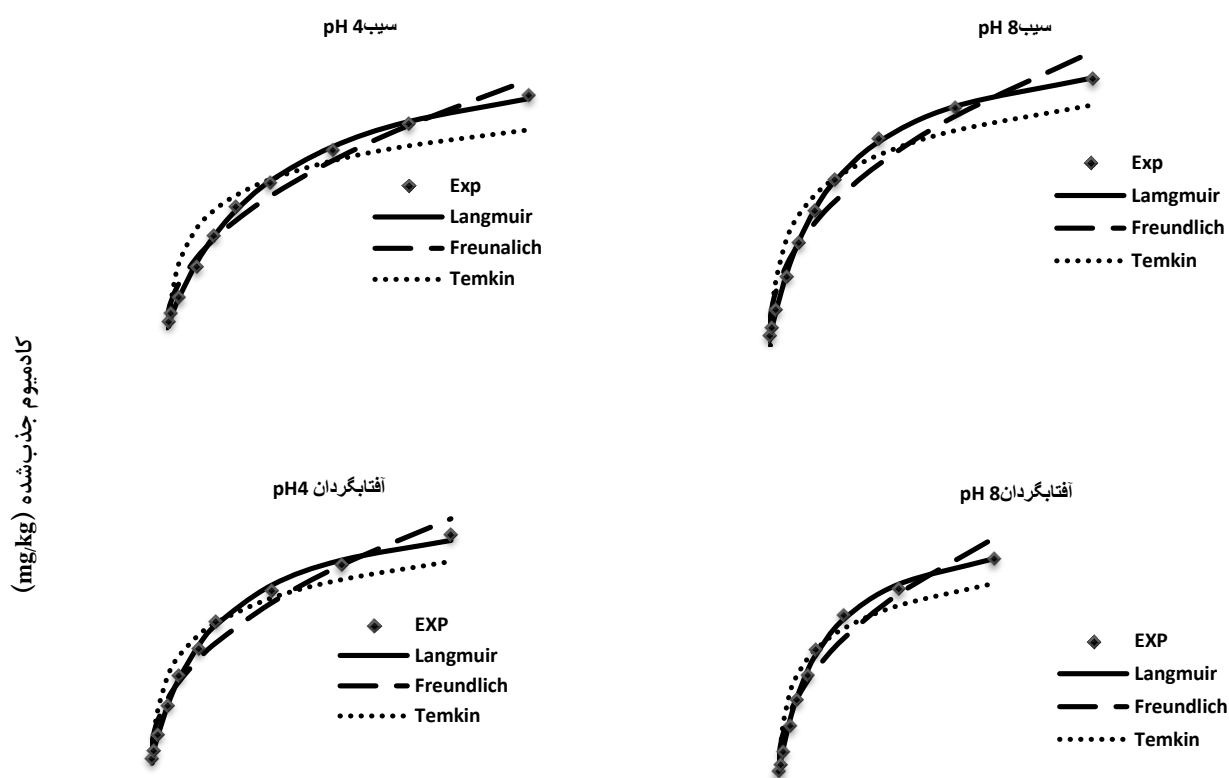 سیب pH 4
Exp
Langmuir
Freunalich
Temkin
سیب pH 8
Exp
Lamgmuir
Freundlich
Temkin
کادمیوم جذب‌شده (mg/kg)
آفتابگردان pH4
EXP
Langmuir
Freundlich
Temkin
آفتابگردان pH 8
EXP
Langmuir
Freundlich
Temkin